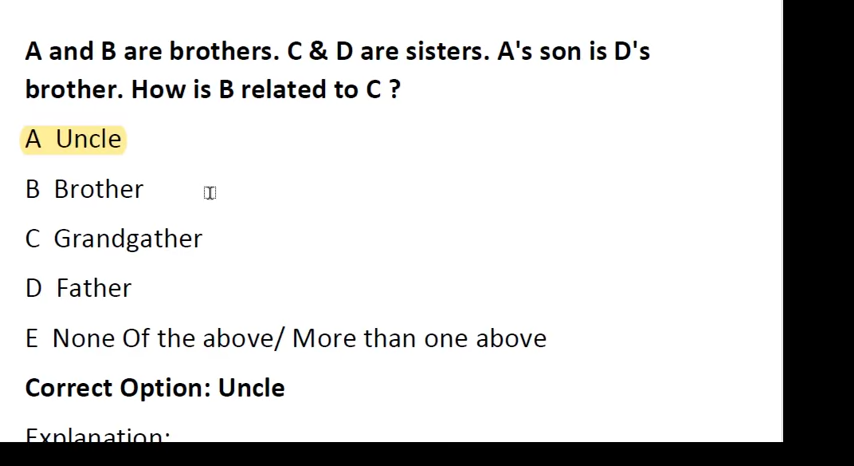 A and B are brothers. C & D are sisters. A's son is D's
brother. How is B related to C ?
A Uncle
B Brother
C Grandgather
D Father
E None Of the above/ More than one above
Correct Option: Uncle
Explanation: